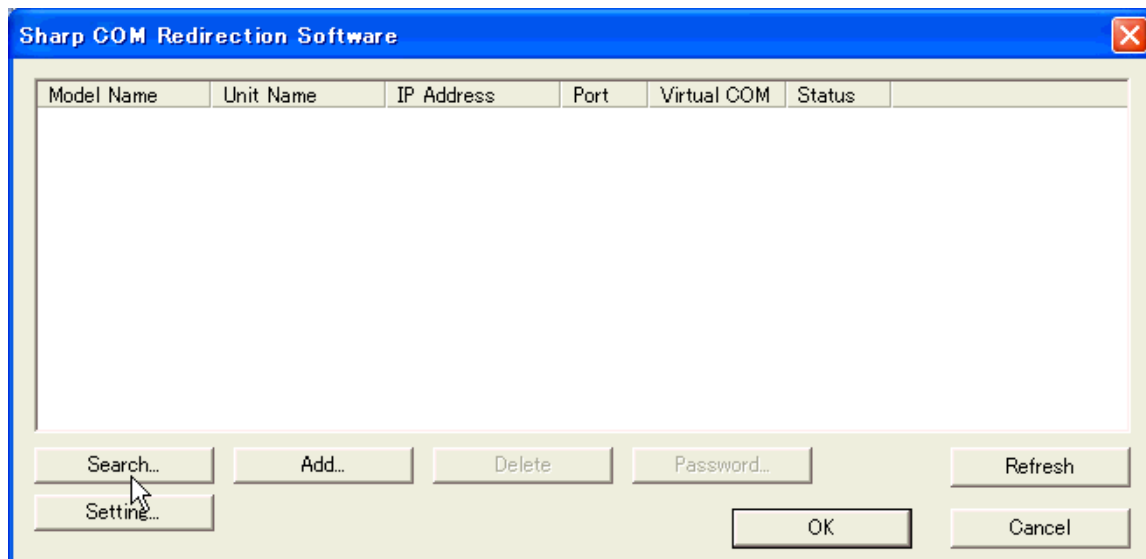 Sharp COM Redirection Software
Model Name Unit Name IP Address Port Virtual COM Status
Search... Add... Delete Password... Refresh
Setting... OK Cancel